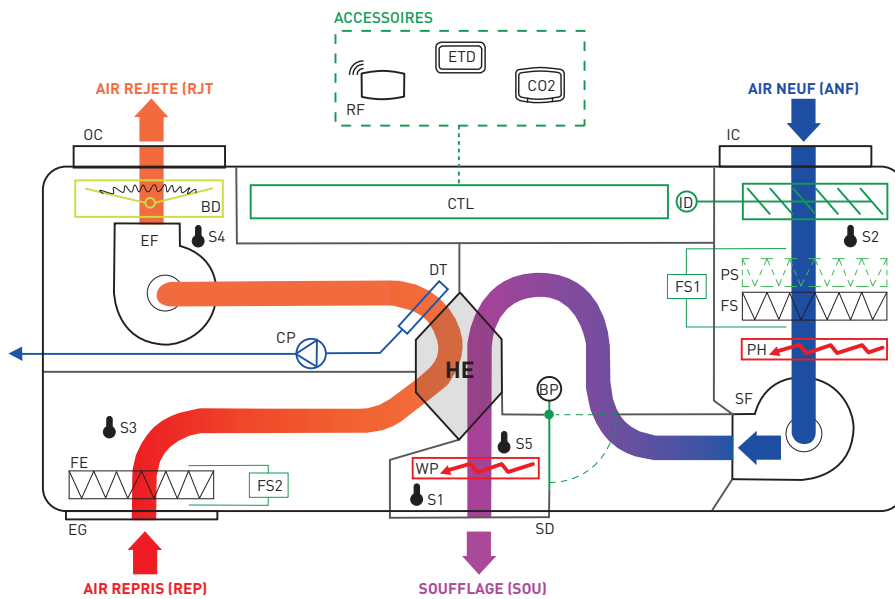 ACCESSOIRES
ETD
CO2
RF
AIR REJETE (RJT
AIR NEUF (ANF)
OC
IC
BD
CTL
ID
EF
S4
S2
DT
PS
FS1
FS
CP
PH
HE
BP
SF
S3
S5
FE
WP
FS2
S1
EG
SD
AIR REPRIS (REP)
SOUFFLAGE (SOU)